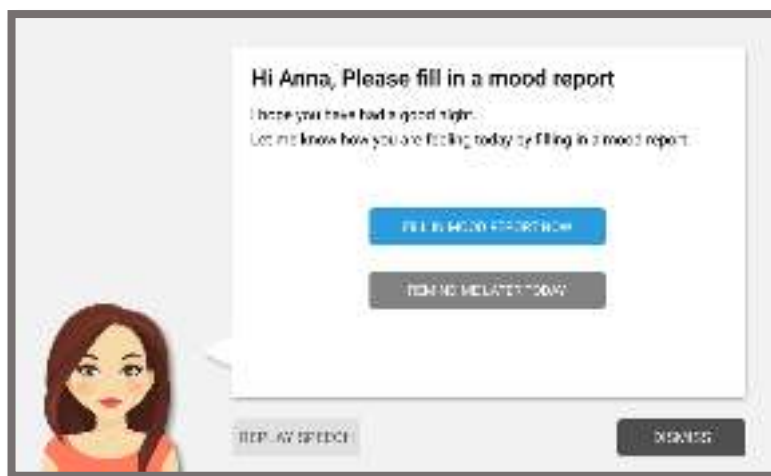 Hi Anna, Please fill in a mood report
I hope you have had a good night.
Let me know how you are feeling today by filling in a mood report.
FILL IN MOOD REPORT NOW
REMIND ME LATER TODAY
REPLAY SPEECH
DISMISS